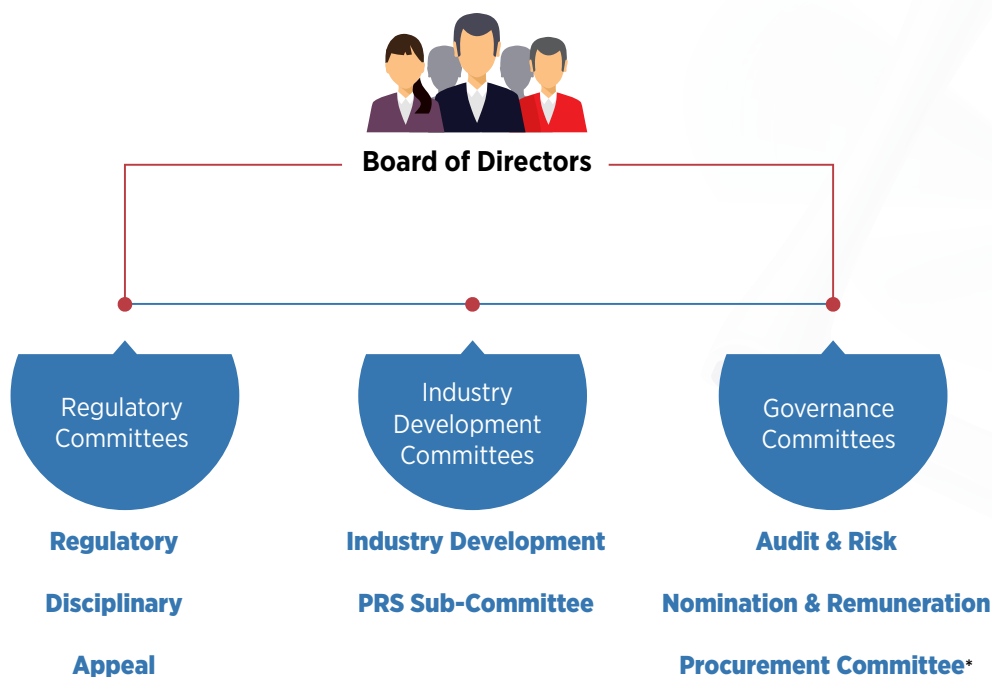 Board of Directors
Regulatory
Committees
Industry
Development
Committees
Governance
Committees
Regulatory
Industry Development
Audit & Risk
Disciplinary
PRS Sub-Committee
Nomination & Remuneration
Appeal
Procurement Committee*